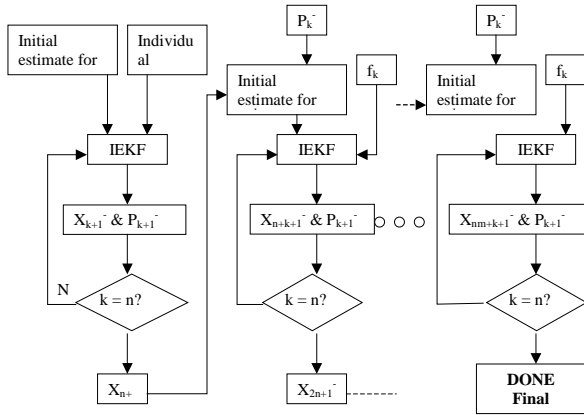 Initial
estimate for
Individu
al
IEKF
X_{k+1}^- & P_{k+1}^-
N
k = n?
X_{n+}
P_k^-
Initial
estimate for
f_k
IEKF
X_{n+k+1}^- & P_{k+1}^-
k = n?
X_{2n+1}^-
P_k^-
Initial
estimate for
f_k
IEKF
X_{nm+k+1}^- & P_{k+1}^-
k = n?
DONE
Final